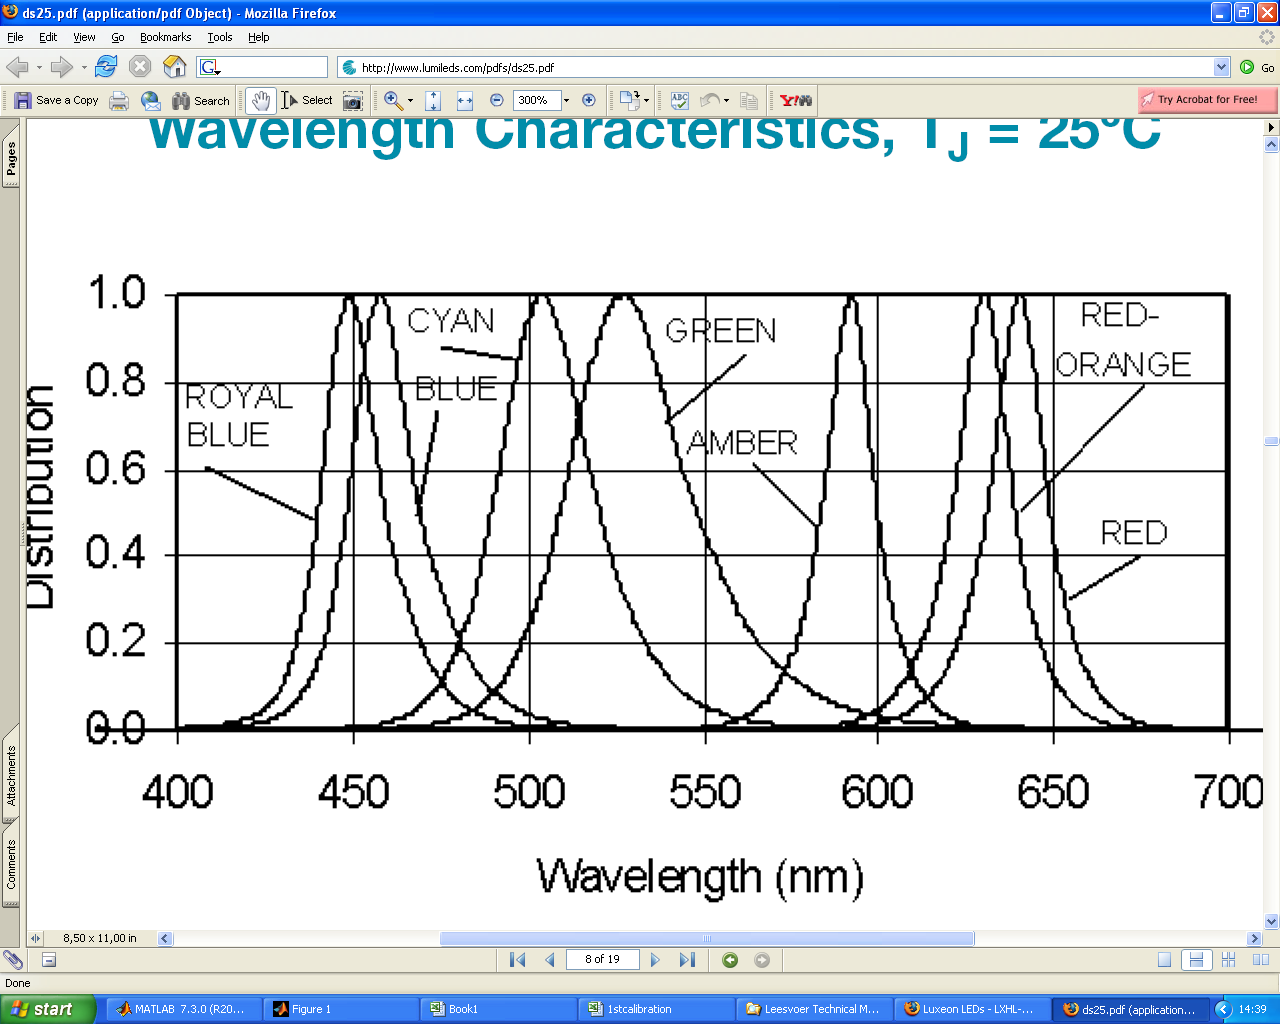 ds25.pdf (application/pdf Object) - Mozilla Firefox
File Edit View Go Bookmarks Tools Help
G http://www.lumileds.com/pdfs/ds25.pdf Go
Save a Copy Search Select 300% Y! Try Acrobat for Free!
Pages
Attachments
Comments
Wavelength Characteristics, TJ = 25°C
1.0
0.8
0.6
0.4
0.2
0.0
Distribution
CYAN
GREEN
RED-
ORANGE
BLUE
ROYAL
BLUE
AMBER
RED
400 450 500 550 600 650 700
Wavelength (nm)
8,50 x 11,00 in
8 of 19
Done
start MATLAB 7.3.0 (R20... Figure 1 Book1 1stcalibration Leesvoer Technical M... Luxeon LEDs - LXHL-... ds25.pdf (application... 14:39